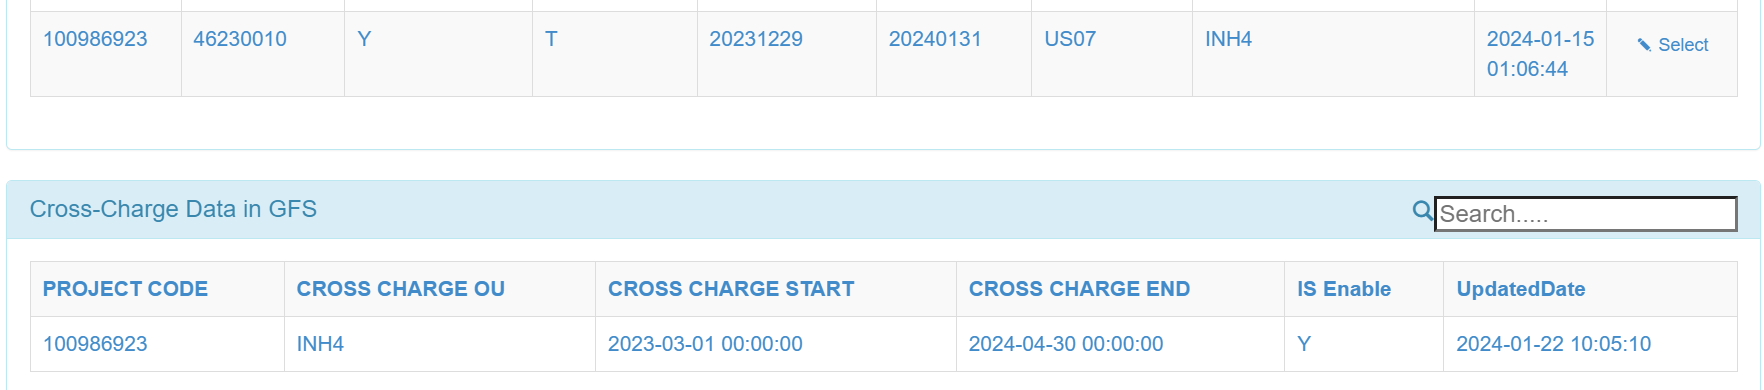 100986923 46230010 Y T 20231229 20240131 US07 INH4 2024-01-15 Select
01:06:44
Cross-Charge Data in GFS Search.....
PROJECT CODE CROSS CHARGE OU CROSS CHARGE START CROSS CHARGE END IS Enable UpdatedDate
100986923 INH4 2023-03-01 00:00:00 2024-04-30 00:00:00 Y 2024-01-22 10:05:10